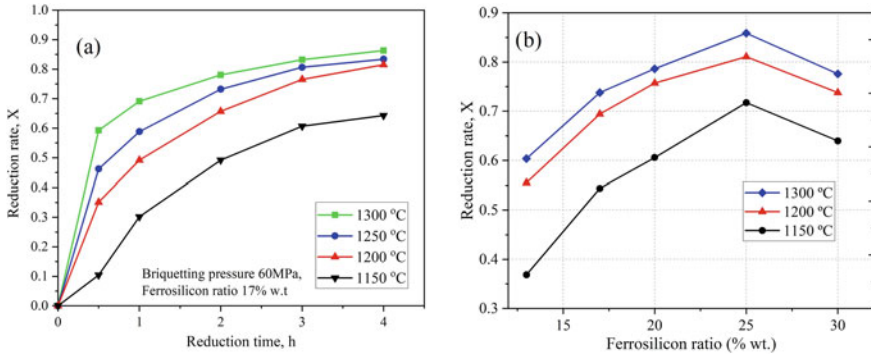 (a)
Reduction rate, X
0.0
0.1
0.2
0.3
0.4
0.5
0.6
0.7
0.8
0.9
1.0
1300 °C
1250 °C
1200 °C
1150 °C
Briquetting pressure 60MPa,
Ferrosilicon ratio 17% w.t
0
1
2
3
4
Reduction time, h
(b)
Reduction rate, X
0.9
0.8
0.7
0.6
0.5
0.4
0.3
1300 °C
1200 °C
1150 °C
15
20
25
30
Ferrosilicon ratio (% wt.)